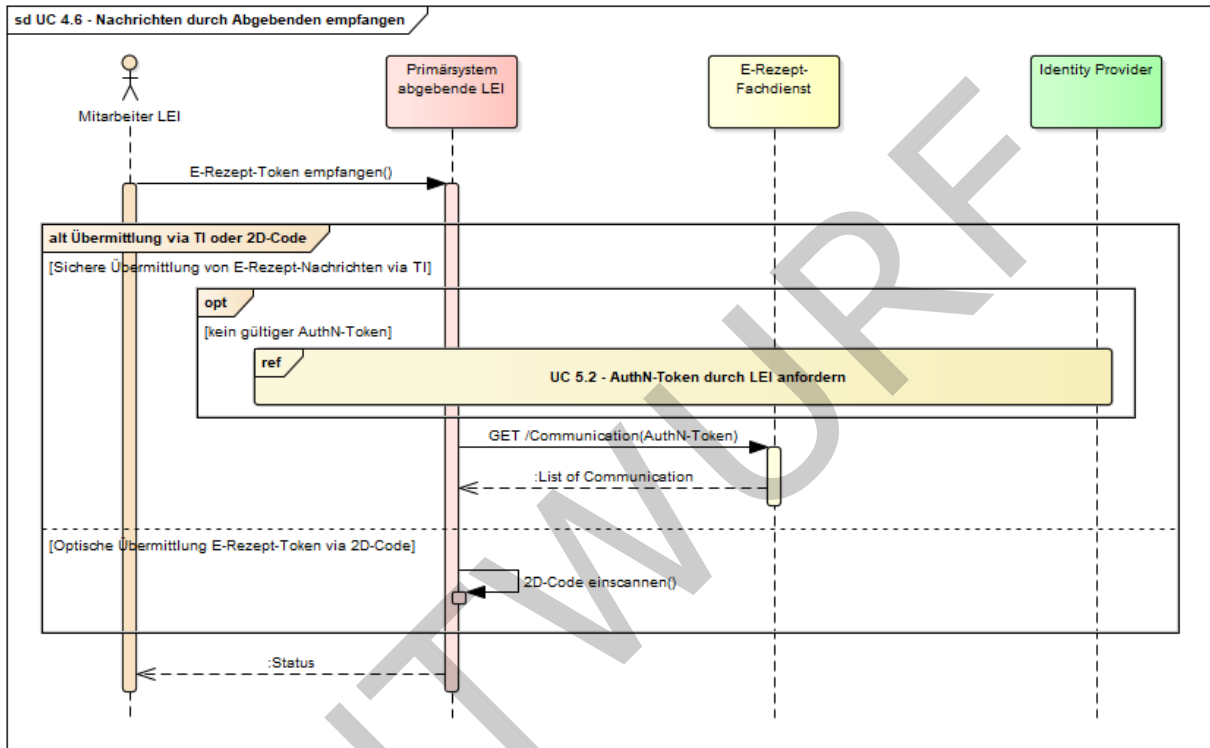 sd UC 4.6 - Nachrichten durch Abgebenden empfangen
Mitarbeiter LEI
Primärsystem
abgebende LEI
E-Rezept-
Fachdienst
Identity Provider
E-Rezept-Token empfangen()
alt Übermittlung via TI oder 2D-Code
[Sichere Übermittlung von E-Rezept-Nachrichten via TI]
opt
[kein gültiger AuthN-Token]
ref
UC 5.2 - AuthN-Token durch LEI anfordern
GET /Communication(AuthN-Token)
:List of Communication
[Optische Übermittlung E-Rezept-Token via 2D-Code]
2D-Code einscannen()
:Status
NTWURF